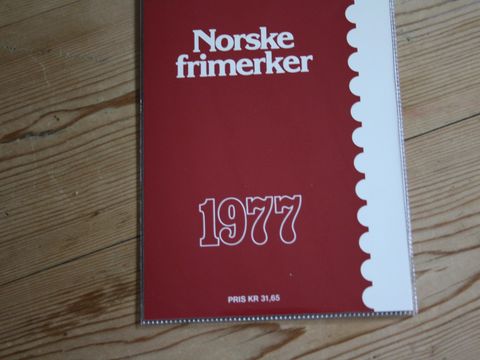 Norske
frimerker
1977
PRIS KR 31,65